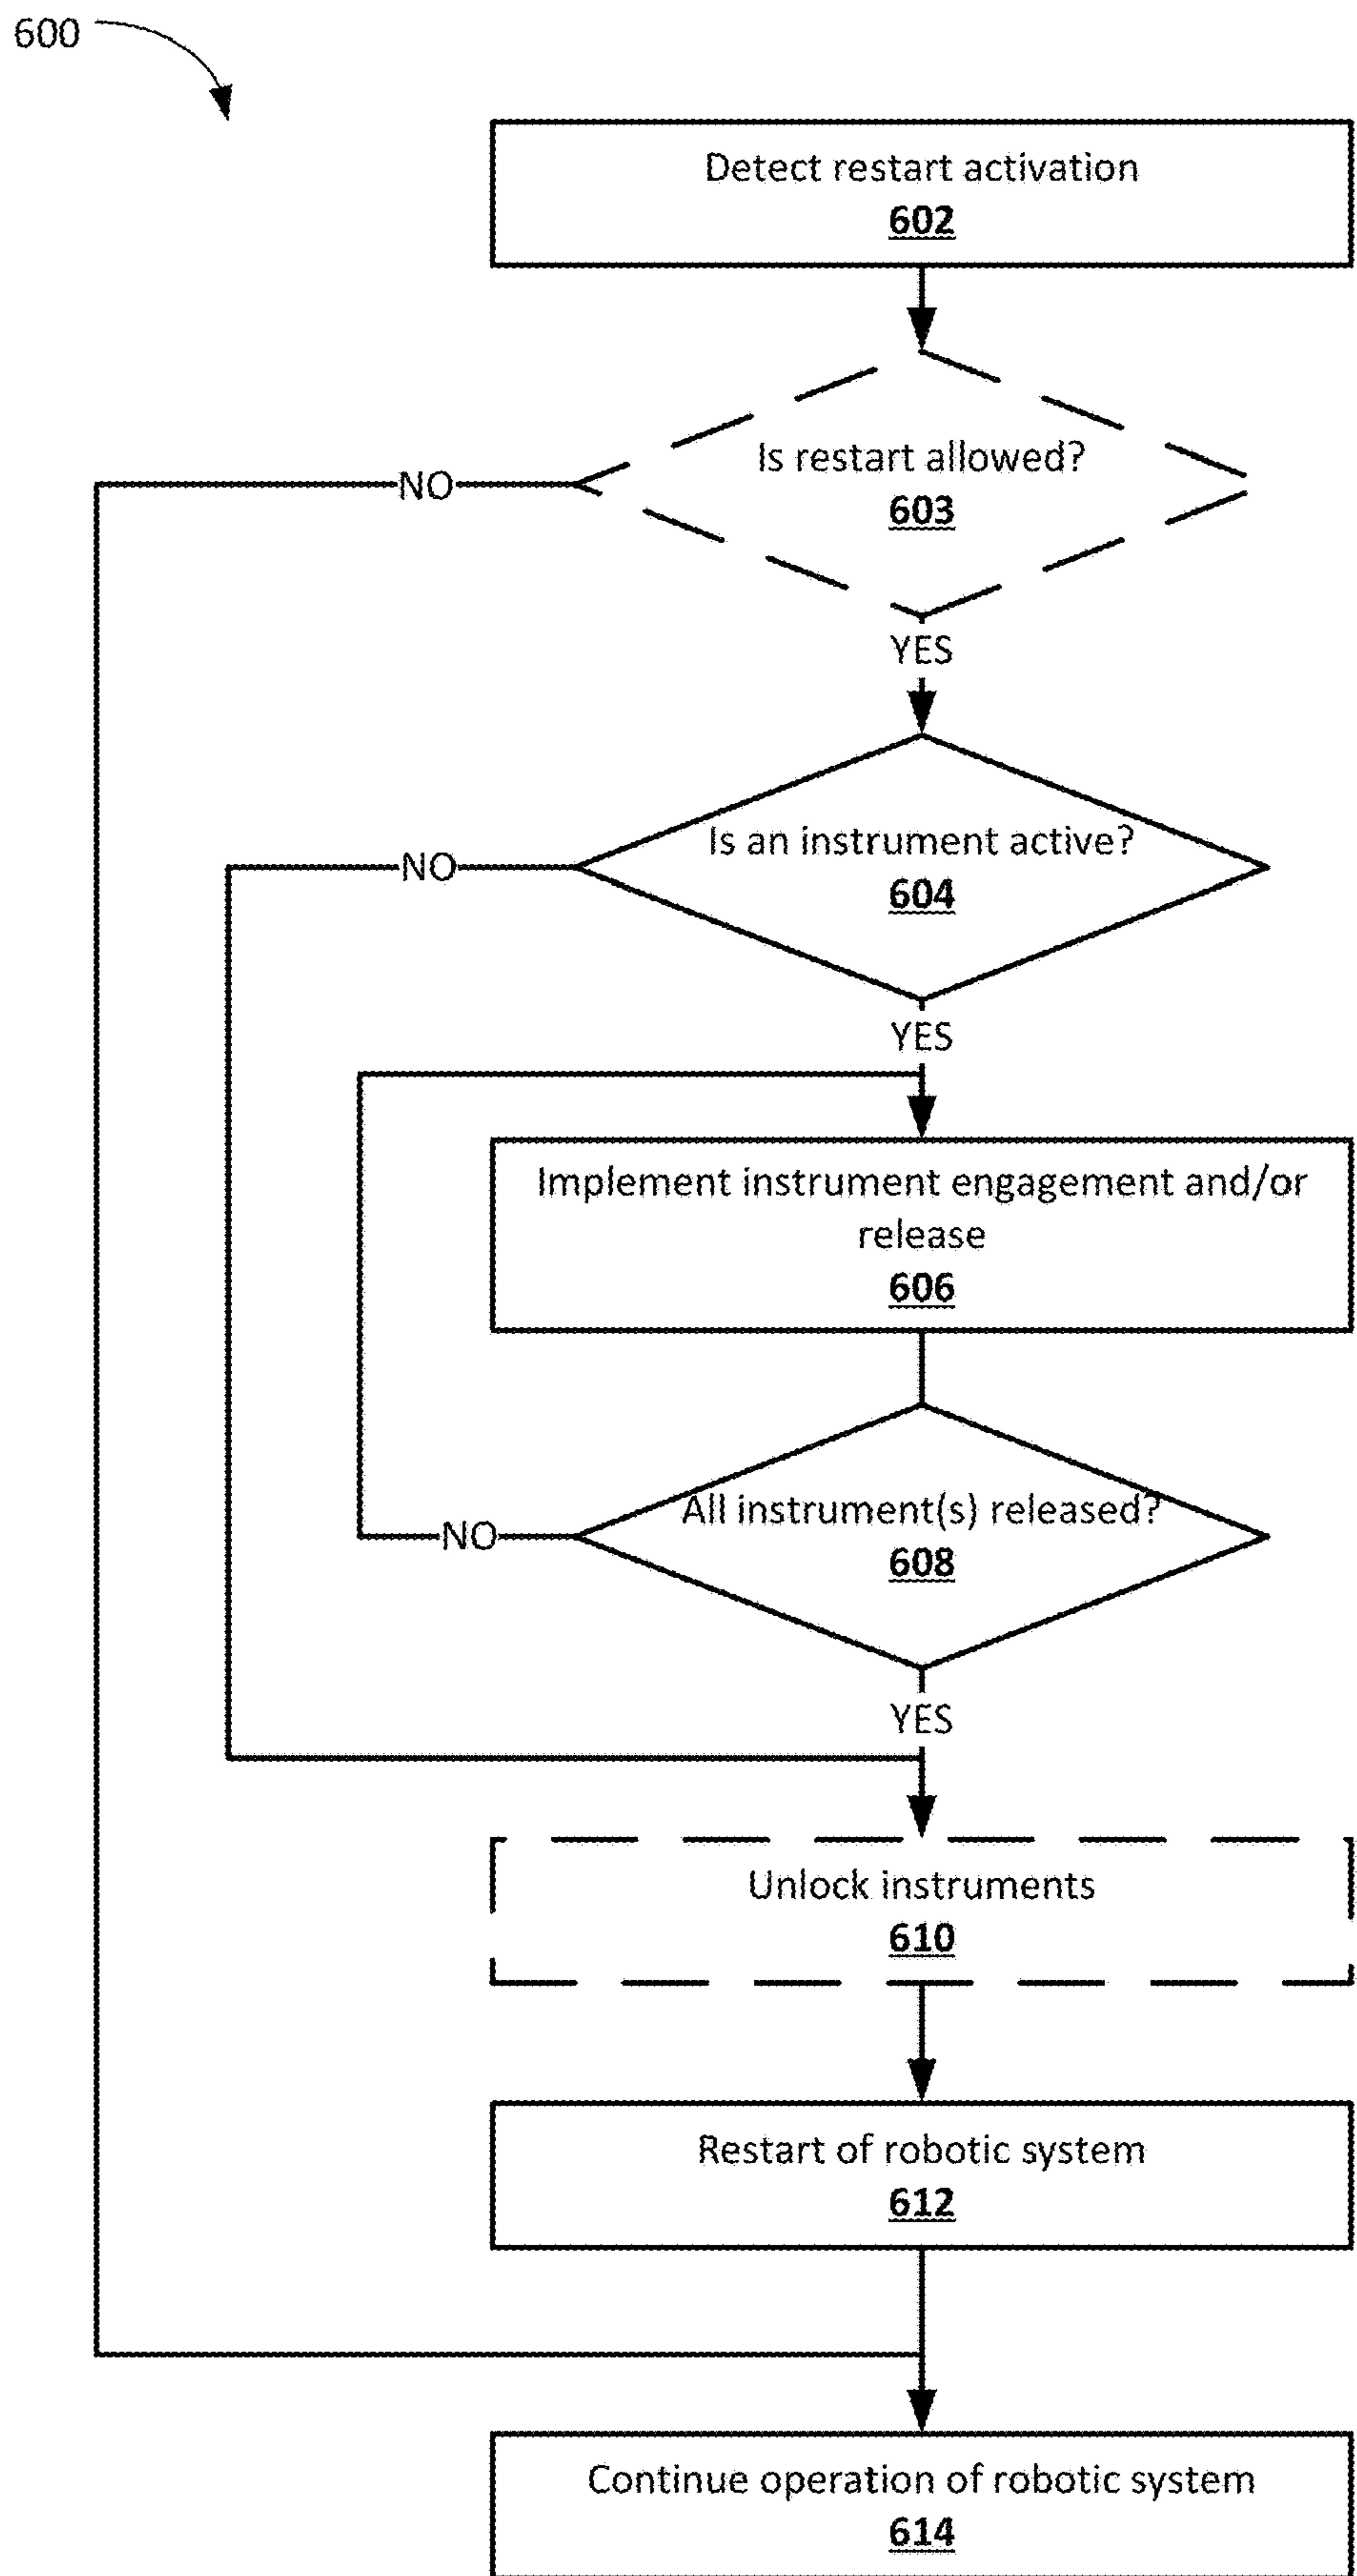 600
Detect restart activation
602
Is restart allowed?
603
NO
YES
Is an instrument active?
604
NO
YES
Implement instrument engagement and/or
release
606
All instrument(s) released?
608
NO
YES
Unlock instruments
610
Restart of robotic system
612
Continue operation of robotic system
614